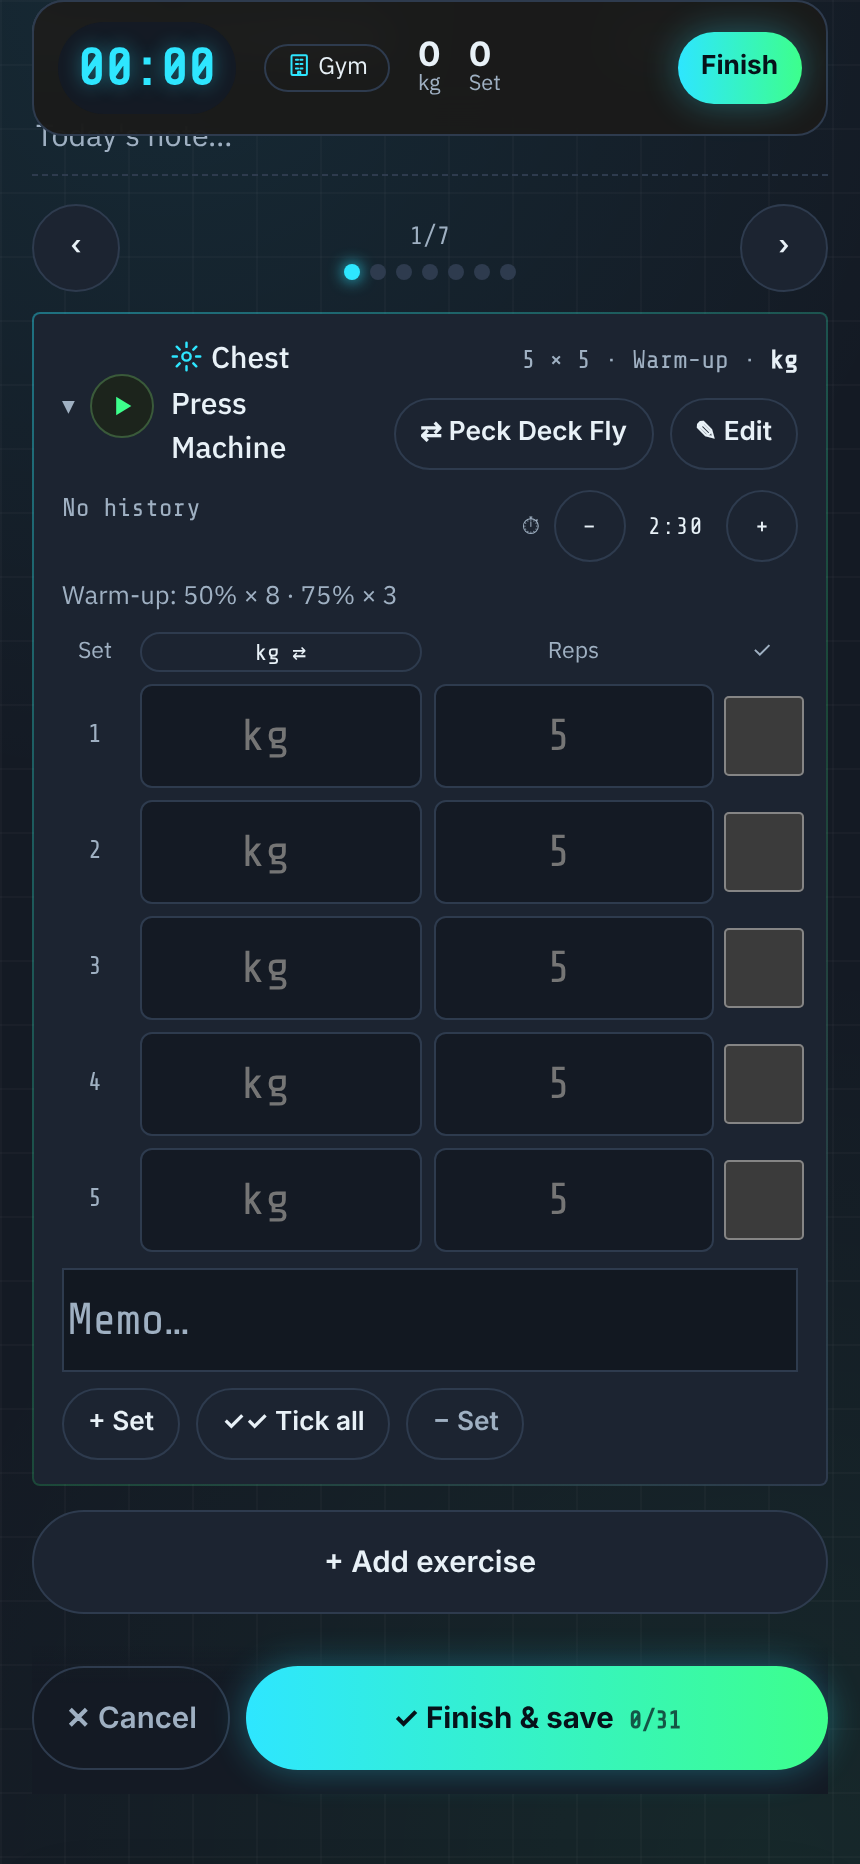 00:00 Gym 0 kg 0 Set Finish
Today's note...
‹ 1/7 ›
Chest Press Machine
5 × 5 · Warm-up · kg
▼ ▶ ⇄ Peck Deck Fly ✎ Edit
No history ⏱ − 2:30 +
Warm-up: 50% × 8 · 75% × 3
Set kg ⇄ Reps ✓
1 kg 5
2 kg 5
3 kg 5
4 kg 5
5 kg 5
Memo…
+ Set ✓✓ Tick all − Set
+ Add exercise
✕ Cancel ✓ Finish & save 0/31